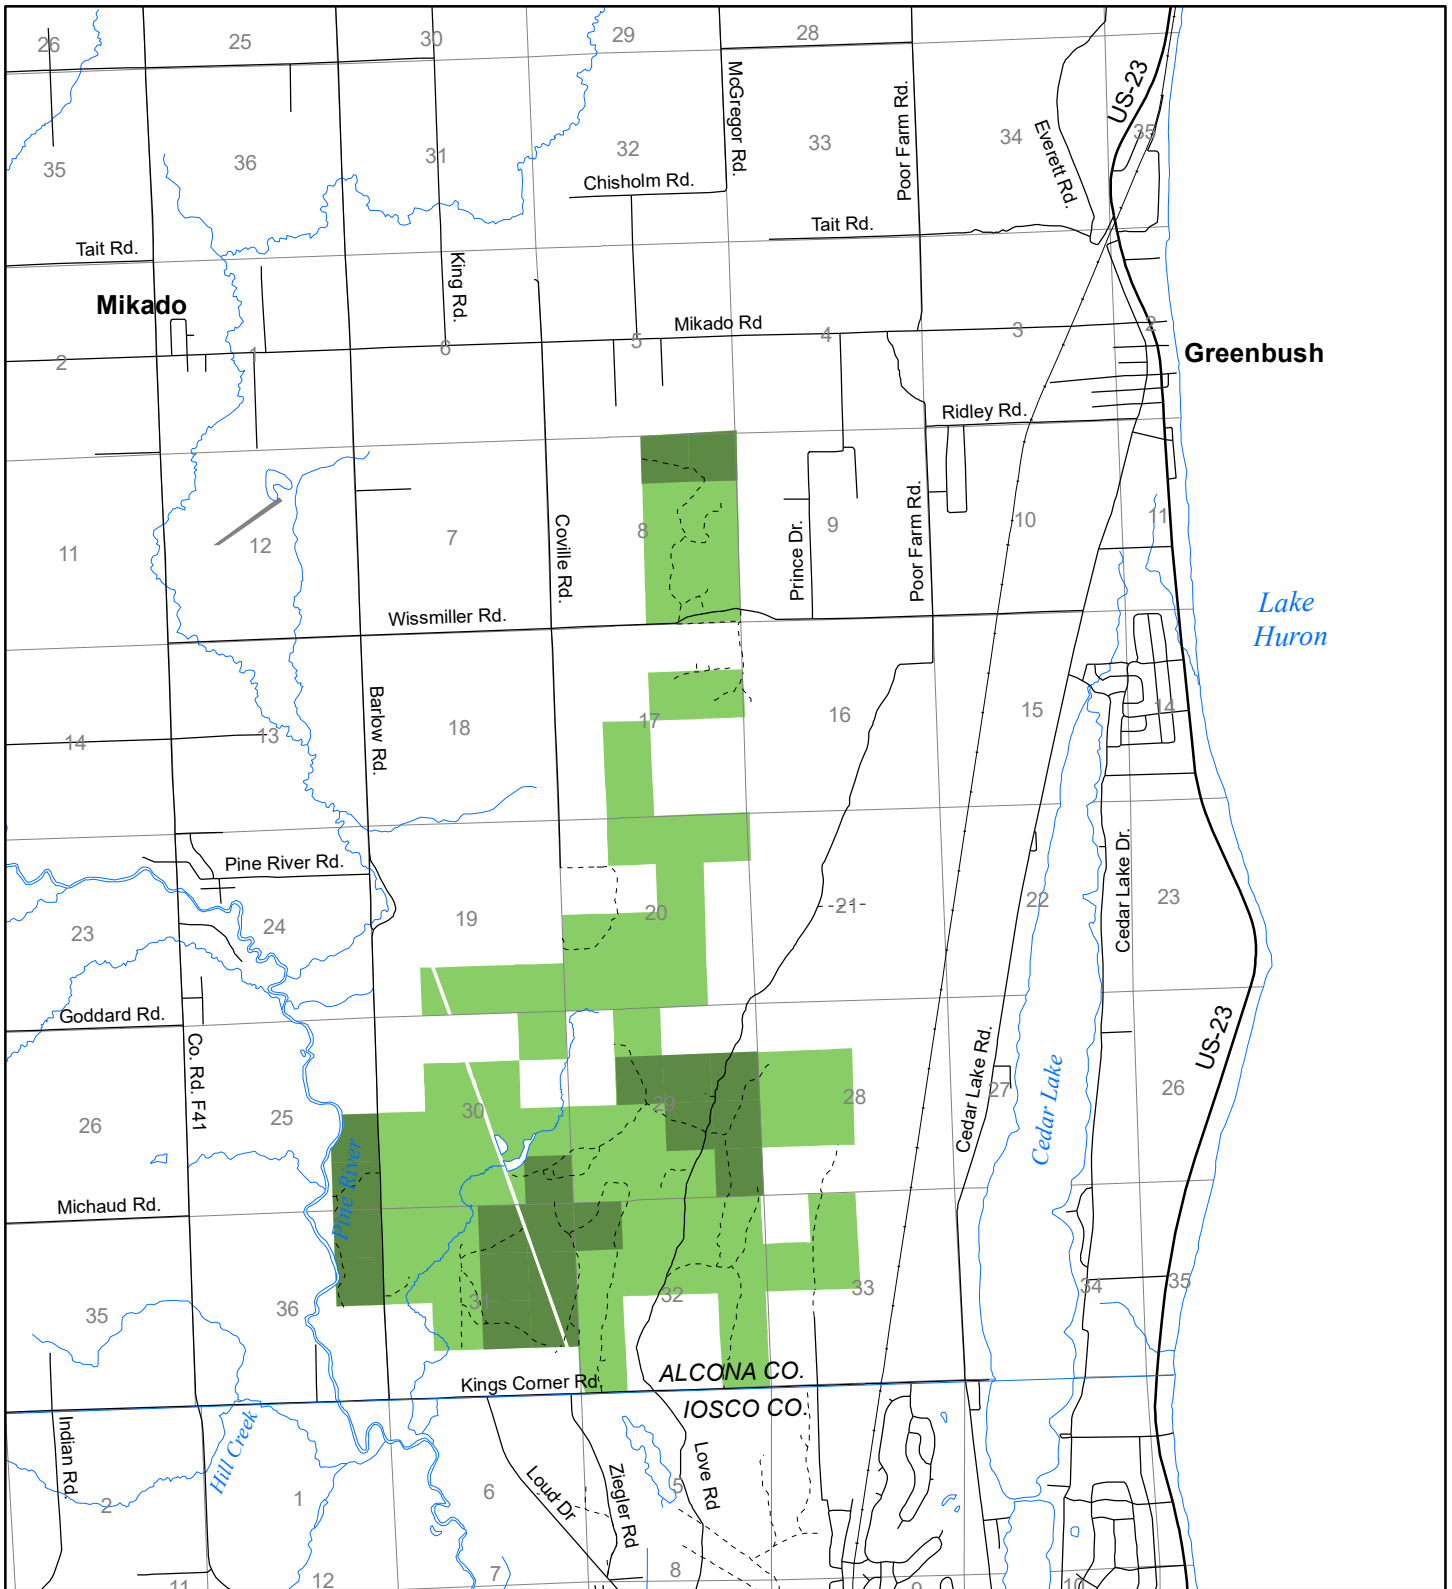 26
25
30
29
28
US-23
McGregor Rd.
Poor Farm Rd.
35
36
31
32
33
34
35
Everett Rd.
Chisholm Rd.
Tait Rd.
Tait Rd.
King Rd.
Mikado
Mikado Rd
2
1
6
5
4
3
2
Greenbush
Ridley Rd.
11
12
7
8
9
10
11
Coville Rd.
Prince Dr.
Poor Farm Rd.
Wissmiller Rd.
Lake
Huron
Barlow Rd.
14
13
18
17
16
15
14
Pine River Rd.
Cedar Lake Dr.
23
24
19
20
21
22
23
Goddard Rd.
Co. Rd. F41
US-23
Cedar Lake Rd.
Cedar Lake
26
25
30
29
28
27
26
Pine River
Michaud Rd.
35
36
31
32
33
34
35
Kings Corner Rd.
ALCONA CO.
IOSCO CO.
Indian Rd.
Hill Creek
Loud Dr
Ziegler Rd
Love Rd
2
1
6
5
11
12
7
8
9
10